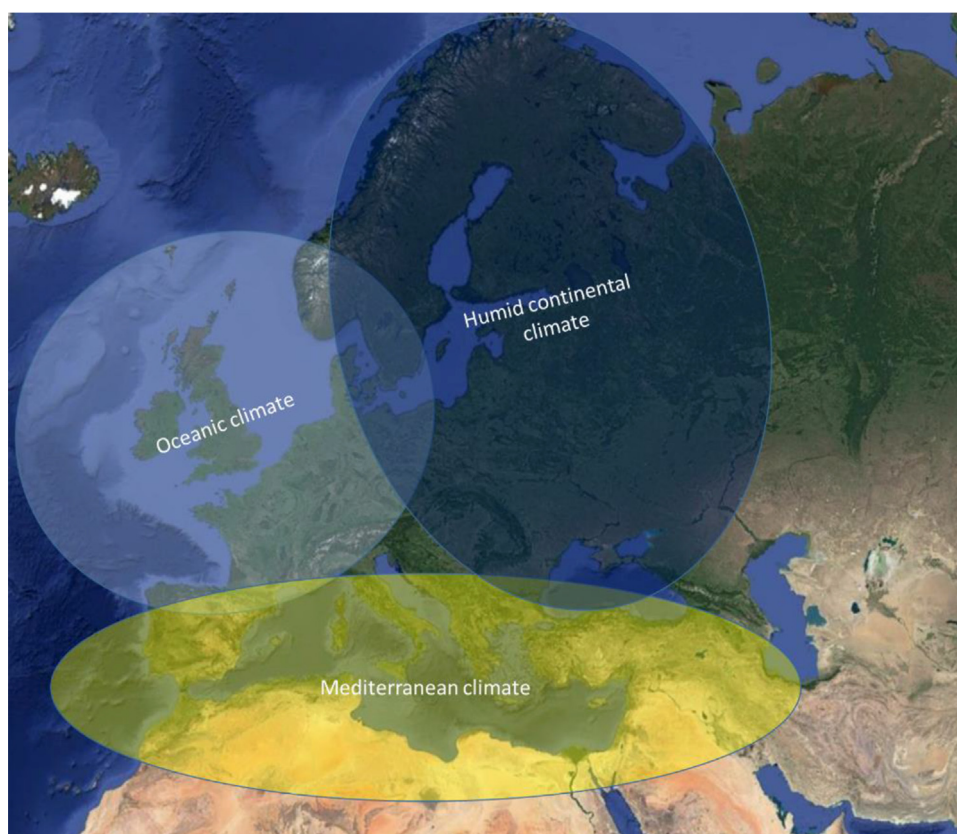 Humid continental
climate
Oceanic climate
Mediterranean climate